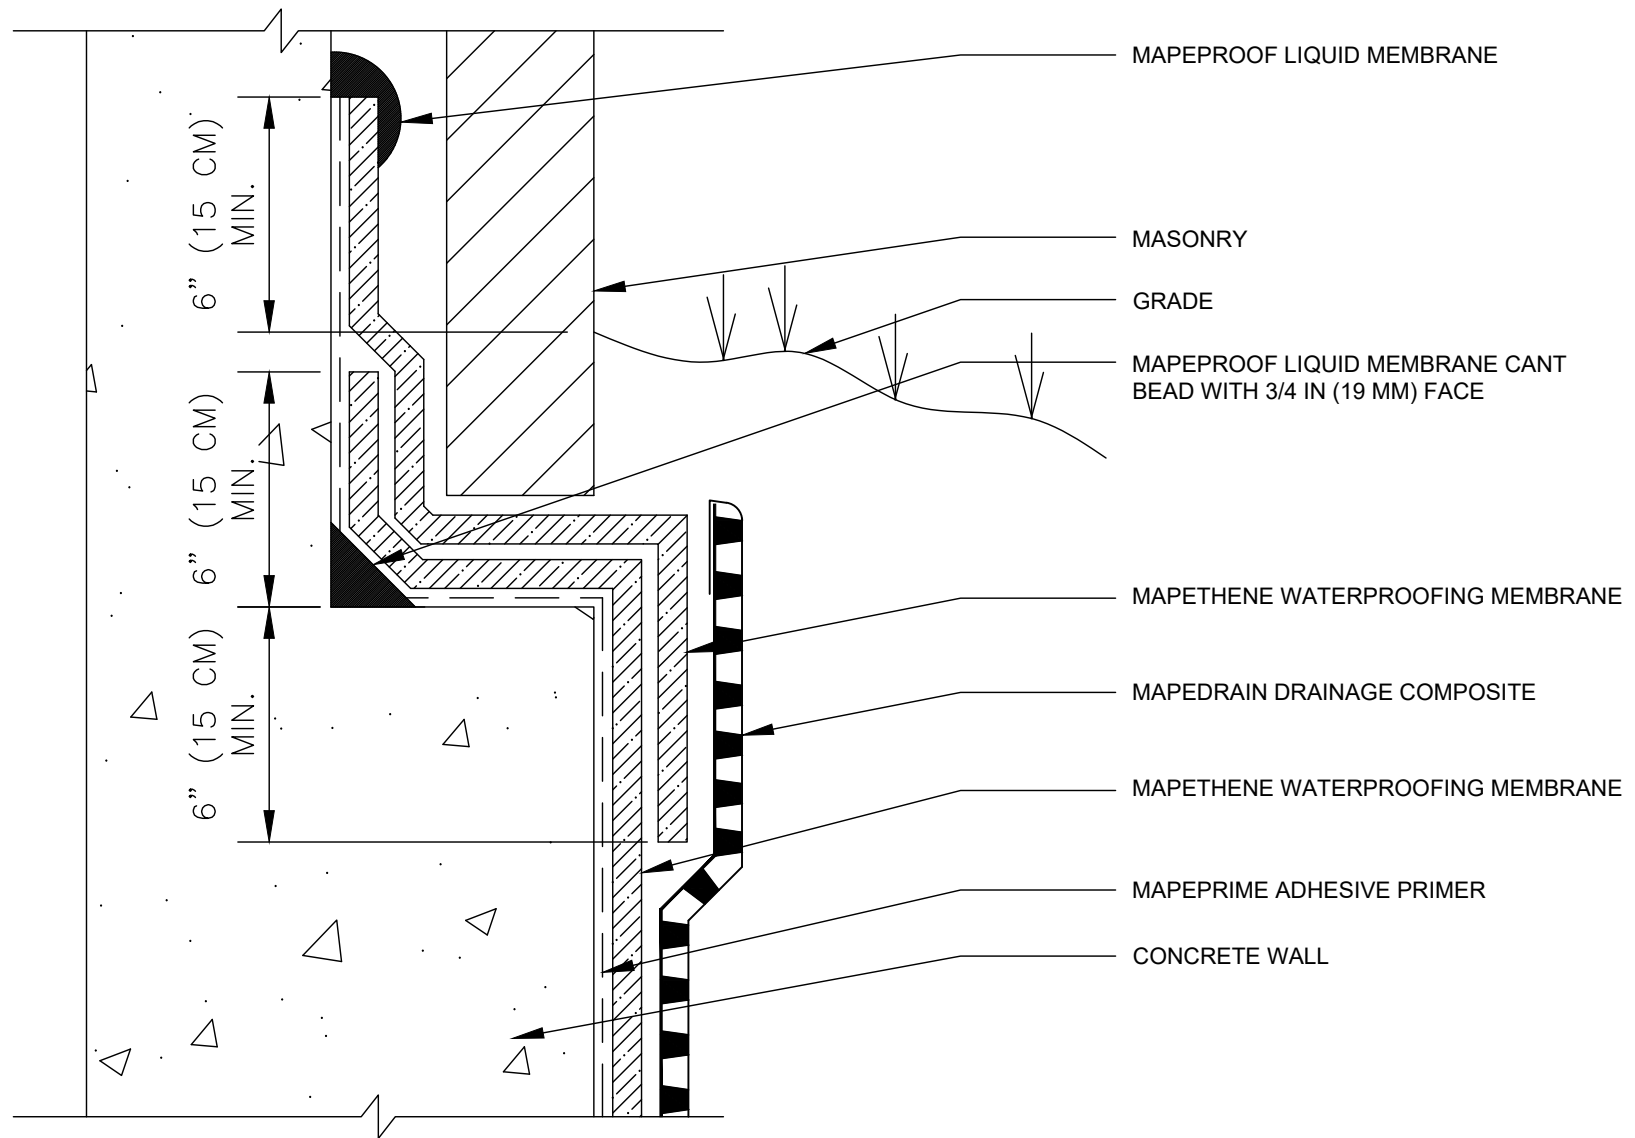 MAPEPROOF LIQUID MEMBRANE
MASONRY
GRADE
MAPEPROOF LIQUID MEMBRANE CANT
BEAD WITH 3/4 IN (19 MM) FACE
MAPETHENE WATERPROOFING MEMBRANE
MAPEDRAIN DRAINAGE COMPOSITE
MAPETHENE WATERPROOFING MEMBRANE
MAPEPRIME ADHESIVE PRIMER
CONCRETE WALL
6” (15 CM)
MIN.
6” (15 CM)
MIN.
6” (15 CM)
MIN.